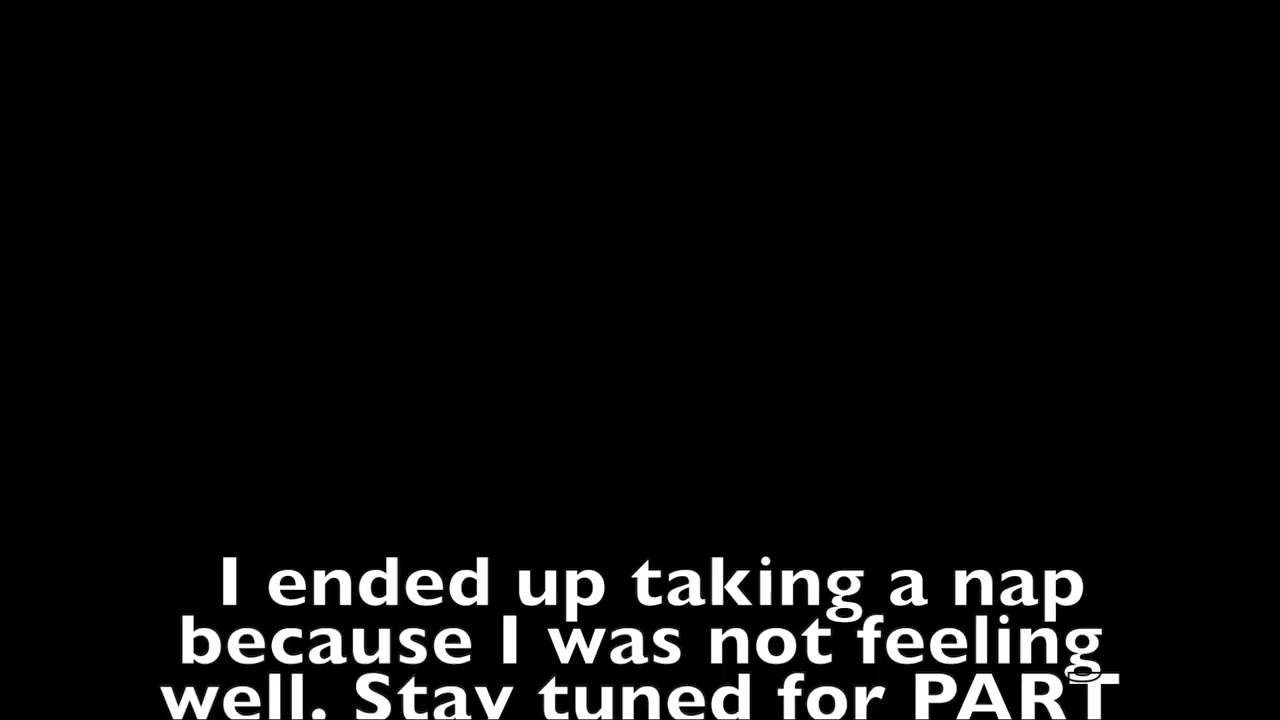 I ended up taking a nap
because I was not feeling
well. Stay tuned for PART